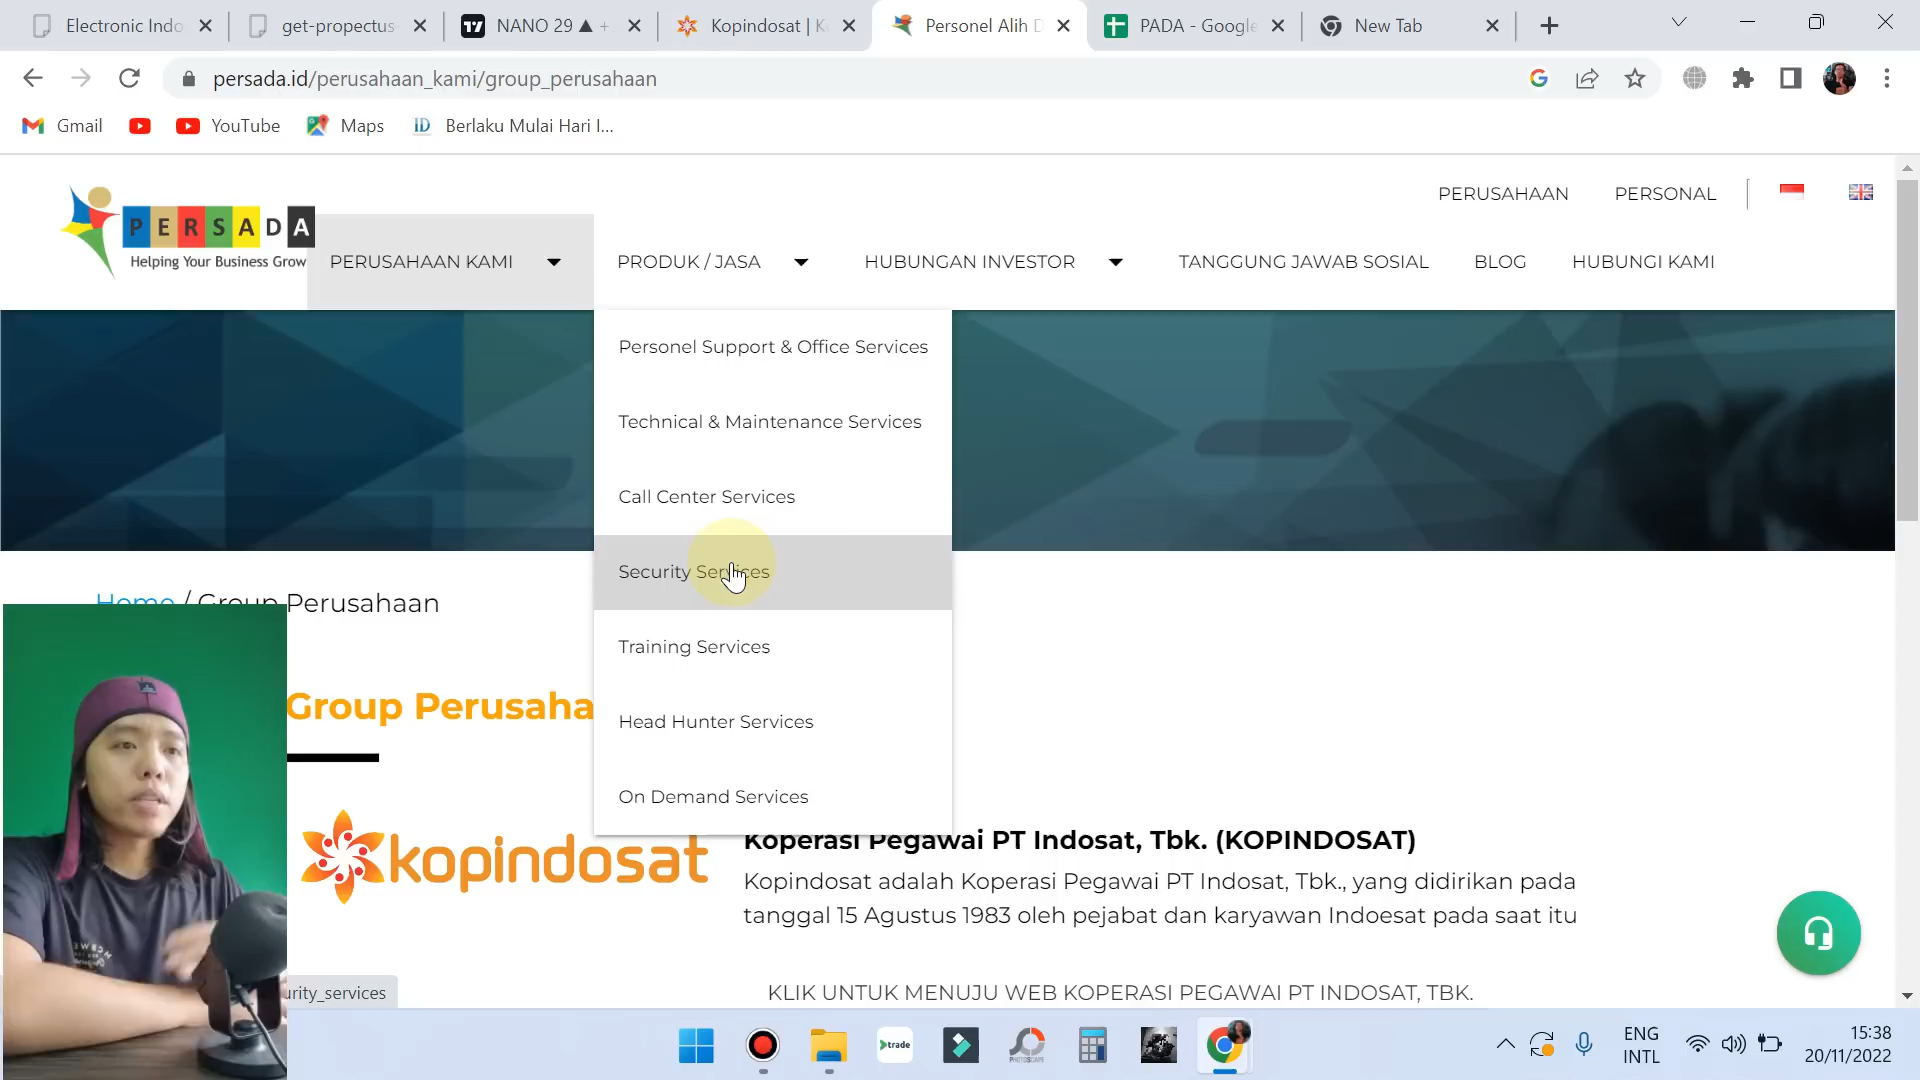 Electronic Indo
get-propectus
NANO 29 ▲ +
Kopindosat | K
Personel Alih D
PADA - Google
New Tab
persada.id/perusahaan_kami/group_perusahaan
Gmail
YouTube
Maps
Berlaku Mulai Hari I...
PERUSAHAAN
PERSONAL
PERSADA
Helping Your Business Grow
PERUSAHAAN KAMI
PRODUK / JASA
HUBUNGAN INVESTOR
TANGGUNG JAWAB SOSIAL
BLOG
HUBUNGI KAMI
Personel Support & Office Services
Technical & Maintenance Services
Call Center Services
Security Services
Training Services
Head Hunter Services
On Demand Services
Home / Group Perusahaan
Group Perusaha
kopindosat
Koperasi Pegawai PT Indosat, Tbk. (KOPINDOSAT)
Kopindosat adalah Koperasi Pegawai PT Indosat, Tbk., yang didirikan pada
tanggal 15 Agustus 1983 oleh pejabat dan karyawan Indoesat pada saat itu
KLIK UNTUK MENUJU WEB KOPERASI PEGAWAI PT INDOSAT, TBK.
urity_services
trade
PHOTOSCAPE
ENG
INTL
15:38
20/11/2022